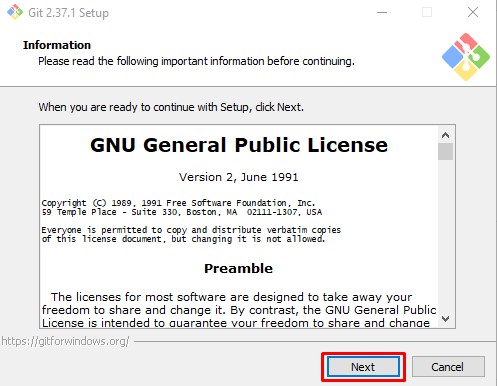 Git 2.37.1 Setup
Information
Please read the following important information before continuing.
When you are ready to continue with Setup, click Next.
GNU General Public License
Version 2, June 1991
Copyright (C) 1989, 1991 Free Software Foundation, Inc.
59 Temple Place - Suite 330, Boston, MA  02111-1307, USA
Everyone is permitted to copy and distribute verbatim copies
of this license document, but changing it is not allowed.
Preamble
The licenses for most software are designed to take away your
freedom to share and change it. By contrast, the GNU General Public
License is intended to guarantee your freedom to share and change
https://gitforwindows.org/
Next
Cancel